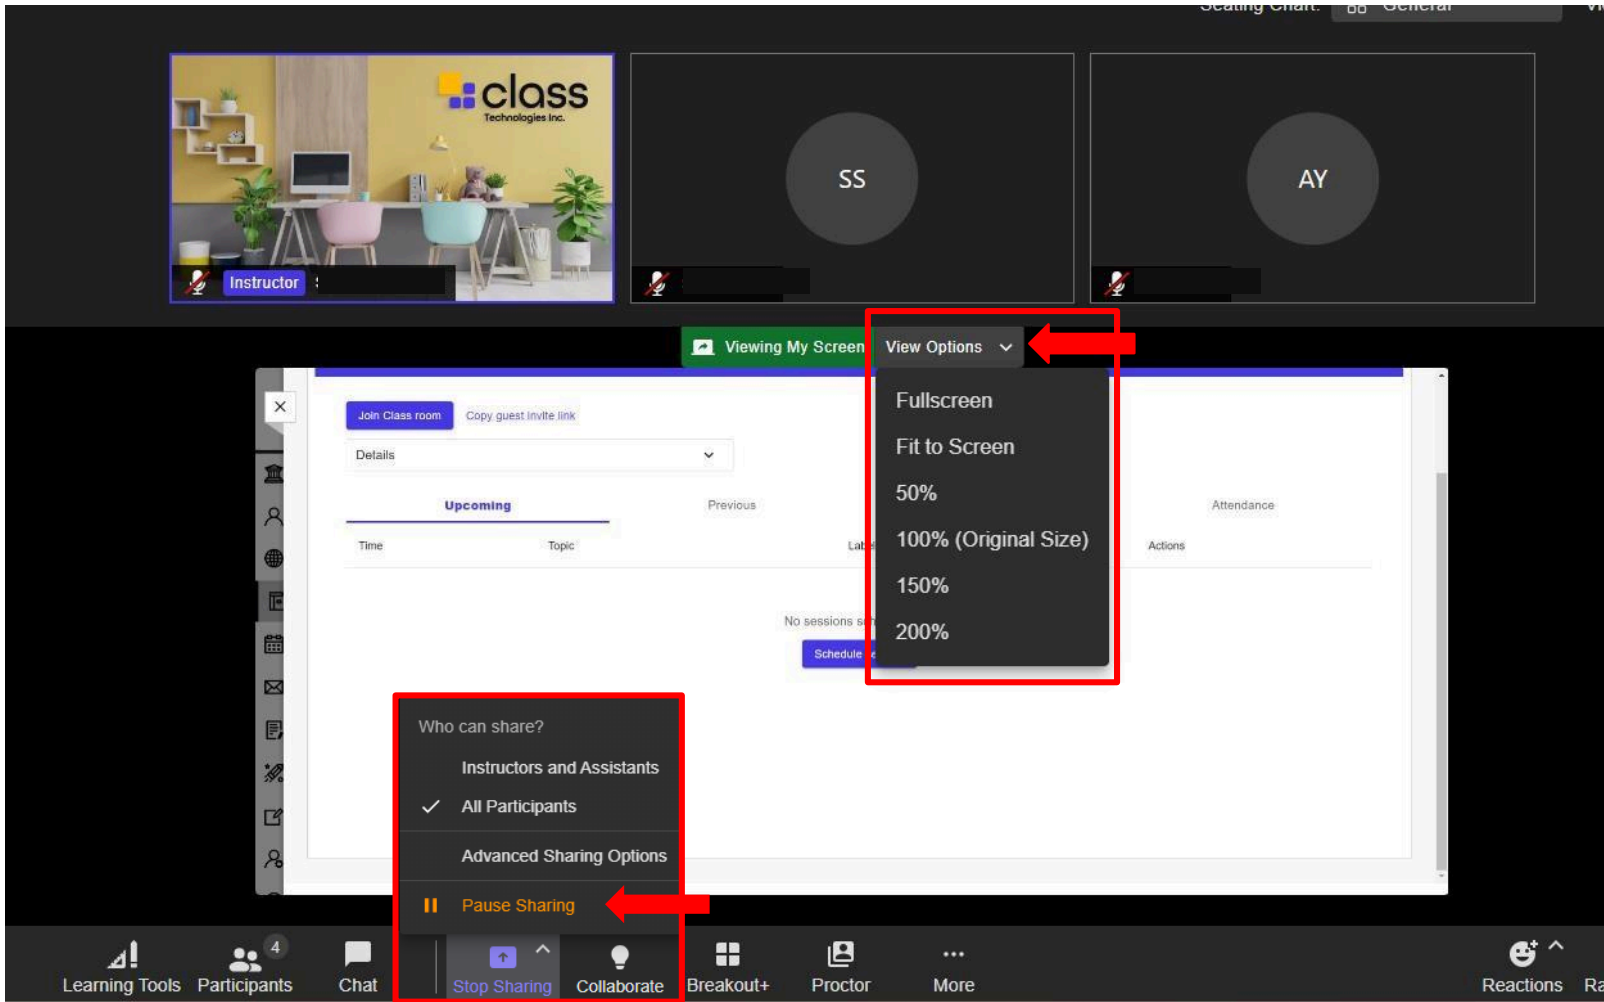 Seating Chart:
General
class
Technologies Inc.
SS
AY
Instructor
Viewing My Screen
View Options
Fullscreen
Fit to Screen
50%
100% (Original Size)
150%
200%
Join Class room
Copy guest invite link
Details
Upcoming
Previous
Attendance
Time
Topic
Actions
No sessions
Schedule
Who can share?
Instructors and Assistants
All Participants
Advanced Sharing Options
Pause Sharing
Learning Tools
Participants
4
Chat
Stop Sharing
Collaborate
Breakout+
Proctor
More
Reactions